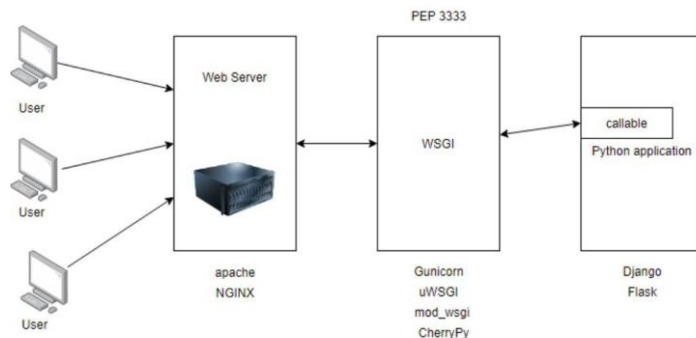 PEP 3333
Web Server
User
User
User
apache
NGINX
WSGI
Gunicorn
uWSGI
mod_wsgi
CherryPy
callable
Python application
Django
Flask